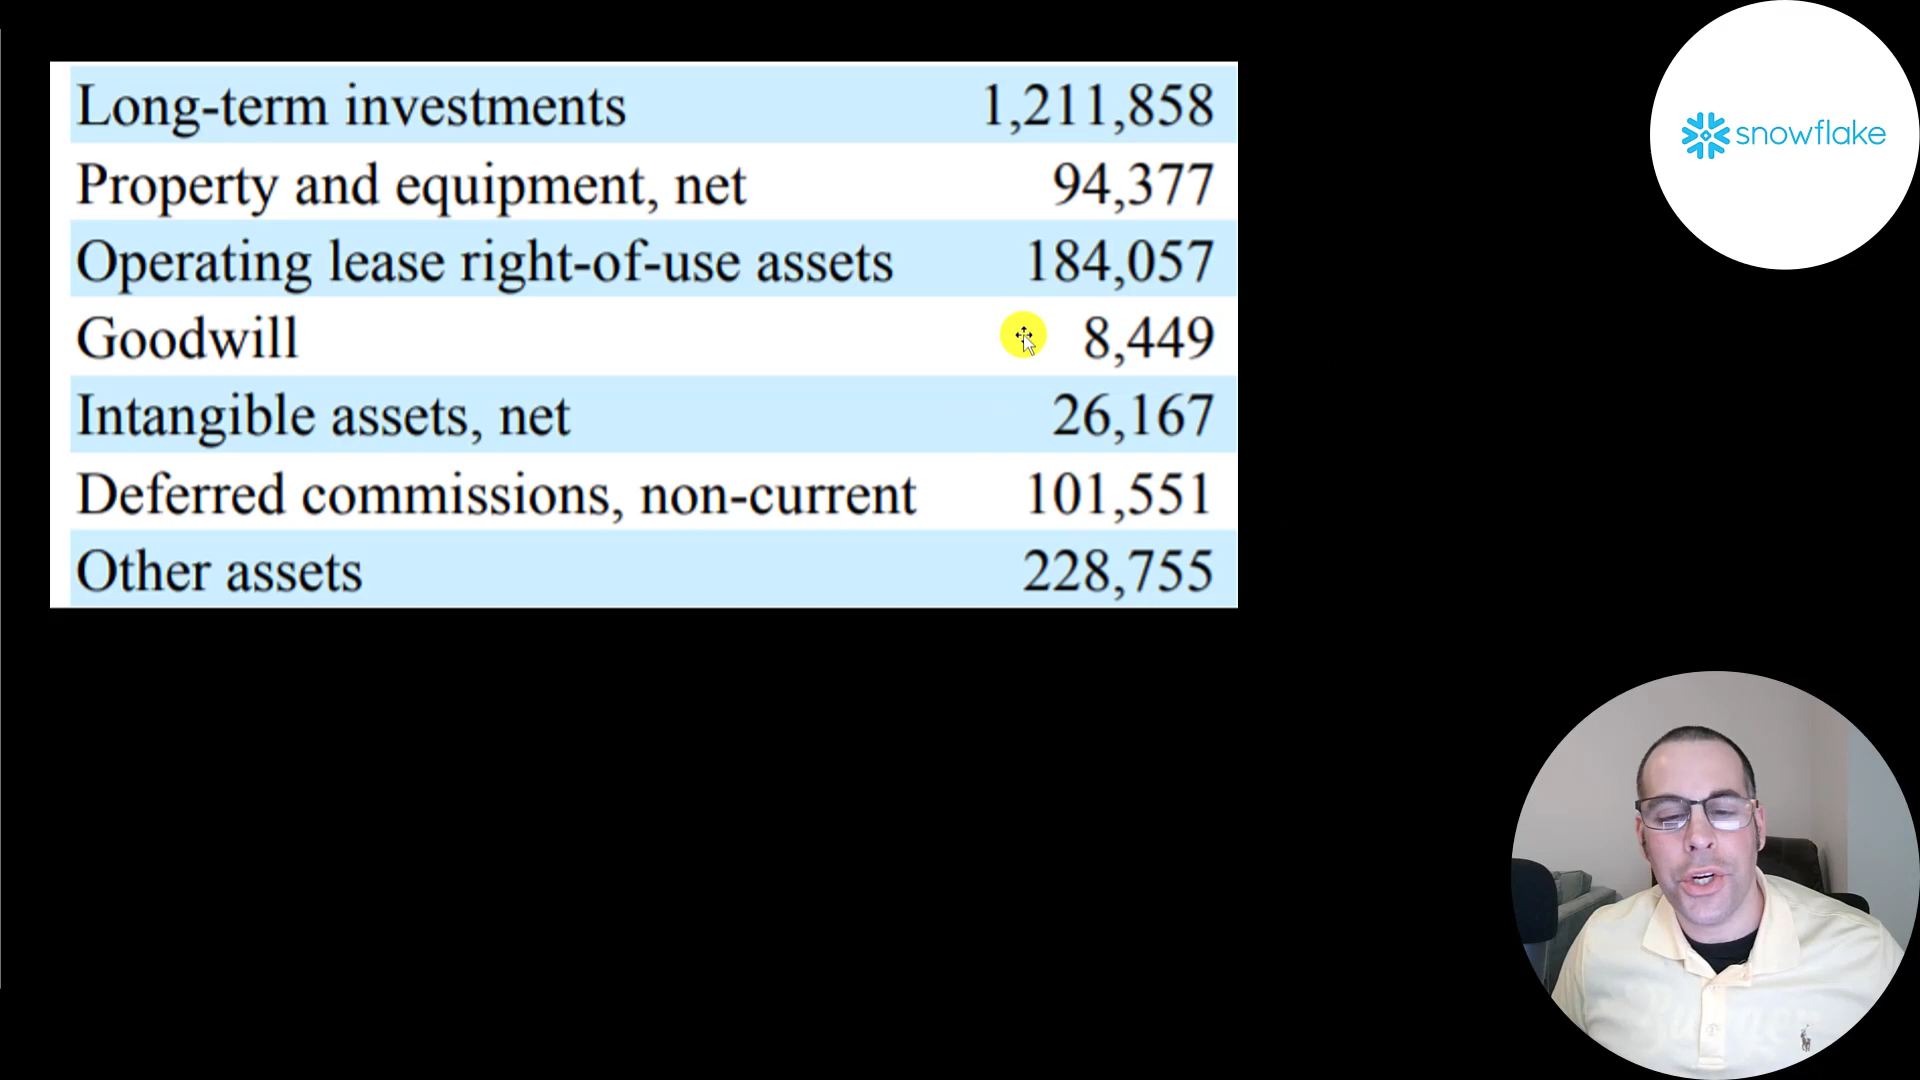 Long-term investments 1,211,858
Property and equipment, net 94,377
Operating lease right-of-use assets 184,057
Goodwill 8,449
Intangible assets, net 26,167
Deferred commissions, non-current 101,551
Other assets 228,755
snowflake